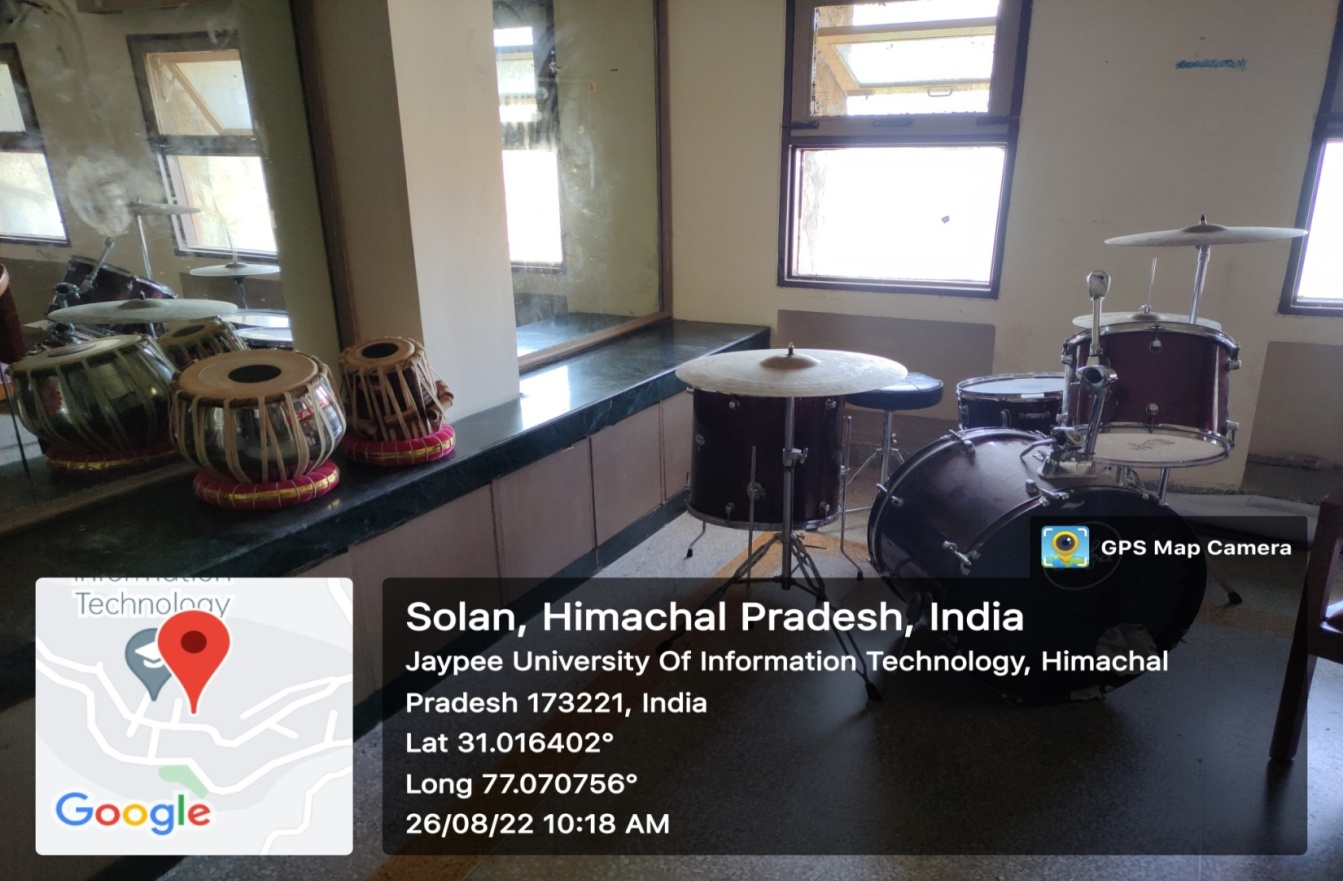 GPS Map Camera
Solan, Himachal Pradesh, India
Jaypee University Of Information Technology, Himachal
Pradesh 173221, India
Lat 31.016402°
Long 77.070756°
26/08/22 10:18 AM
Information
Technology
Google